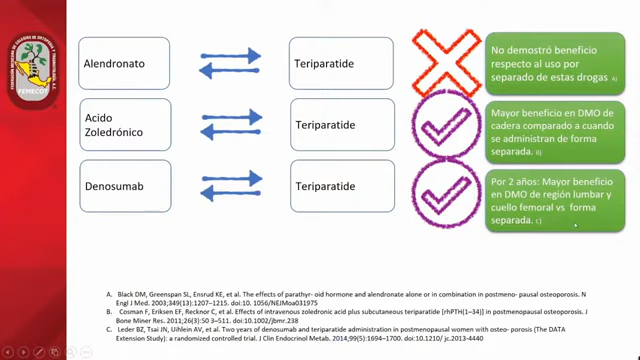 FEMECOT
Alendronato
Teriparatide
No demostró beneficio
respecto al uso por
separado de estas drogas A)
Acido
Zoledrónico
Teriparatide
Mayor beneficio en DMO de
cadera comparado a cuando
se administran de forma
separada. B)
Denosumab
Teriparatide
Por 2 años: Mayor beneficio
en DMO de región lumbar y
cuello femoral vs forma
separada. C)
A. Black DM, Greenspan SL, Ensrud KE, et al. The effects of parathyr- oid hormone and alendronate alone or in combination in postmeno- pausal osteoporosis. N
Engl J Med. 2003;349(13):1207–1215. doi:10. 1056/NEJMoa031975
B. Cosman F, Eriksen EF, Recknor C, et al. Effects of intravenous zoledronic acid plus subcutaneous teriparatide [rhPTH(1–34)] in postmenopausal osteoporosis. J
Bone Miner Res. 2011;26(3):50 3–511. doi:10.1002/jbmr.238
C. Leder BZ, Tsai JN, Uihlein AV, et al. Two years of denosumab and teriparatide administration in postmenopausal women with osteo- porosis (The DATA
Extension Study): a randomized controlled trial. J Clin Endocrinol Metab. 2014;99(5):1694–1700. doi:10.1210/ jc.2013-4440